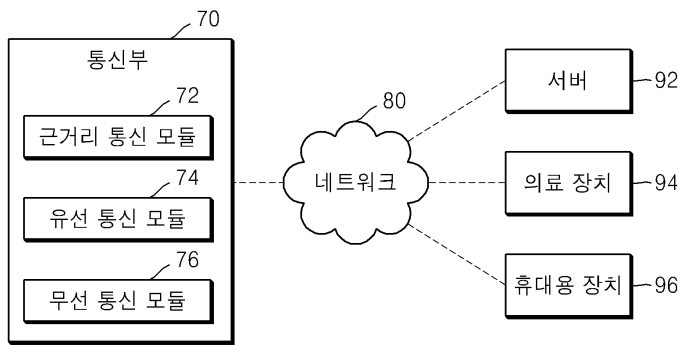 70
통신부
72
근거리 통신 모듈
74
유선 통신 모듈
76
무선 통신 모듈
80
네트워크
서버
92
의료 장치
94
휴대용 장치
96